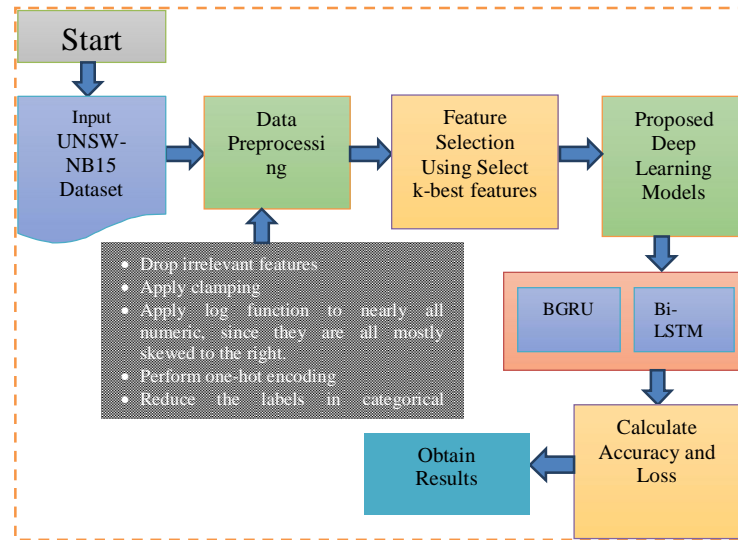 Start
Input
UNSW-
NB15
Dataset
Data
Preprocessi
ng
Feature
Selection
Using Select
k-best features
Proposed
Deep
Learning
Models
• Drop irrelevant features
• Apply clamping
• Apply log function to nearly all
numeric, since they are all mostly
skewed to the right.
• Perform one-hot encoding
• Reduce the labels in categorical
BGRU
Bi-
LSTM
Calculate
Accuracy and
Loss
Obtain
Results